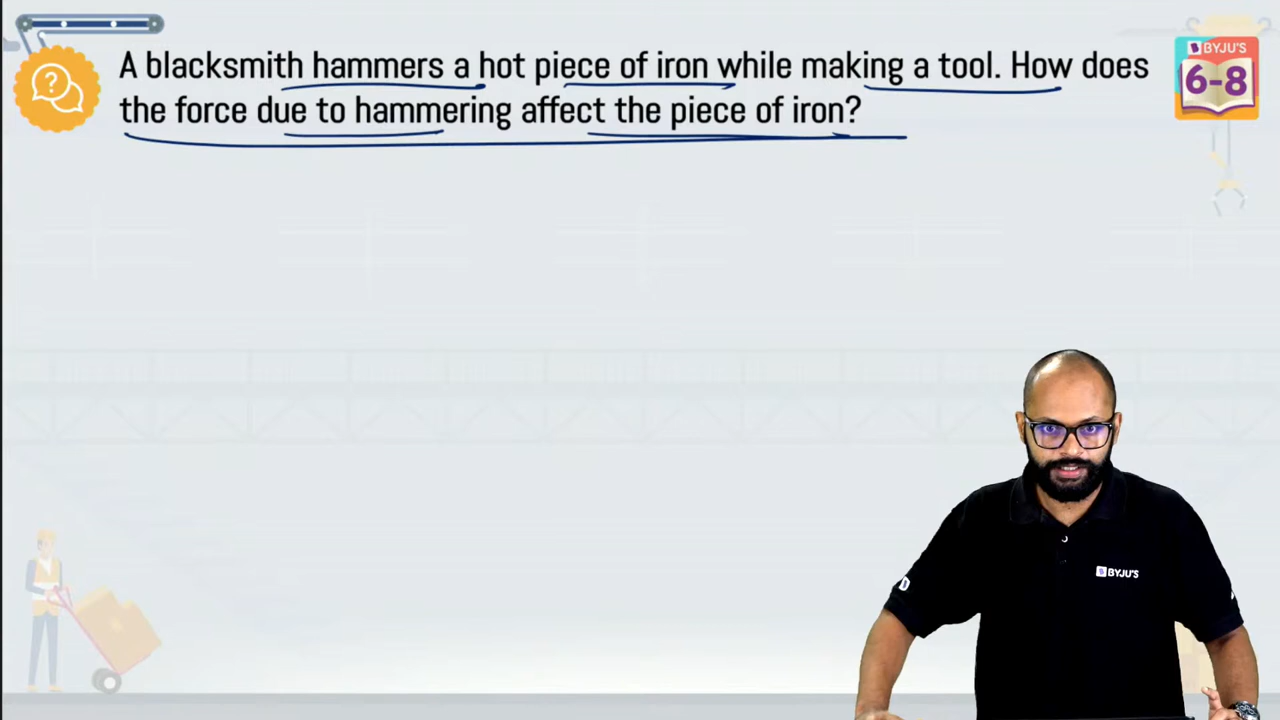 A blacksmith hammers a hot piece of iron while making a tool. How does
the force due to hammering affect the piece of iron?
BYJU'S
6-8
BYJU'S